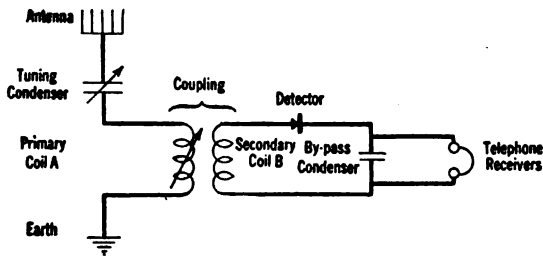 Antenna
Tuning
Condenser
Coupling
Detector
Primary
Coil A
Secondary
Coil B
By-pass
Condenser
Telephone
Receivers
Earth